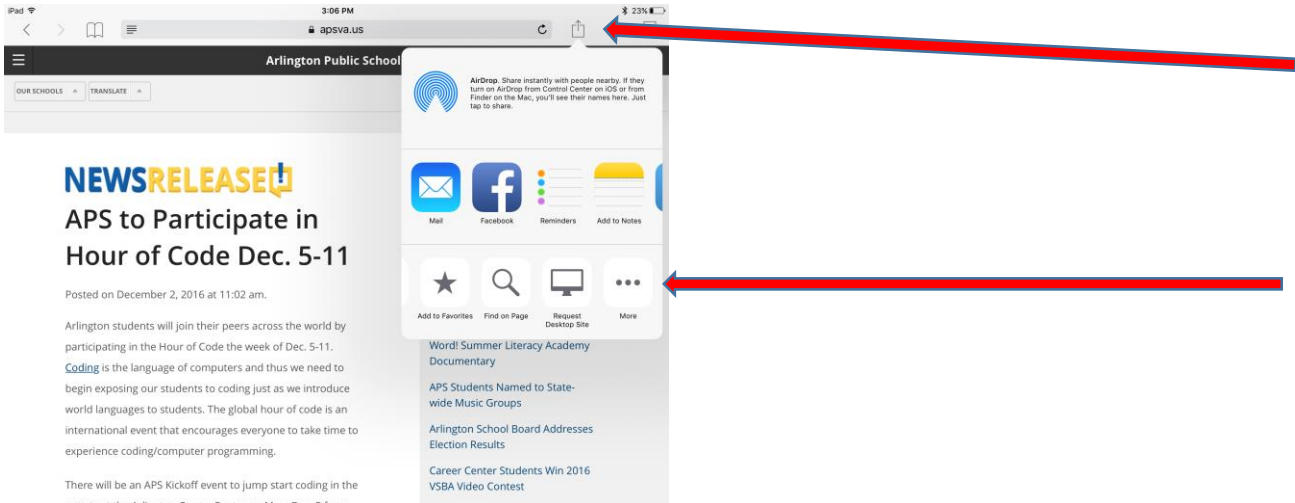 iPad
3:06 PM
23%
apsva.us
Arlington Public School
OUR SCHOOLS
TRANSLATE
AirDrop. Share instantly with people nearby. If they
turn on AirDrop from Control Center on iOS or from
Finder on the Mac, you'll see their names here. Just
tap to share.
Mail
Facebook
Reminders
Add to Notes
Add to Favorites
Find on Page
Request
Desktop Site
More
NEWSRELEASE!
APS to Participate in
Hour of Code Dec. 5-11
Posted on December 2, 2016 at 11:02 am.
Arlington students will join their peers across the world by
participating in the Hour of Code the week of Dec. 5-11.
Coding is the language of computers and thus we need to
begin exposing our students to coding just as we introduce
world languages to students. The global hour of code is an
international event that encourages everyone to take time to
experience coding/computer programming.
There will be an APS Kickoff event to jump start coding in the
Word! Summer Literacy Academy
Documentary
APS Students Named to State-
wide Music Groups
Arlington School Board Addresses
Election Results
Career Center Students Win 2016
VSBA Video Contest